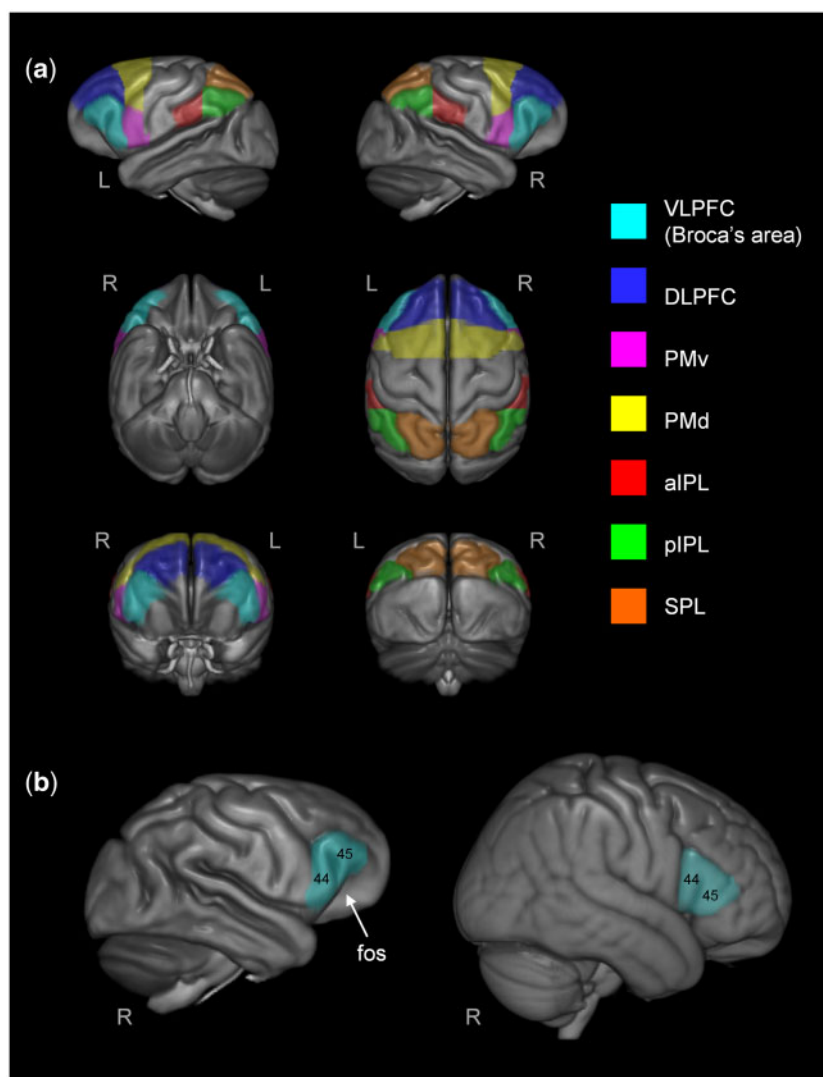 (a)
L
R
R
L
L
R
R
L
L
R
VLPFC
(Broca's area)
DLPFC
PMv
PMd
aIPL
pIPL
SPL
(b)
45
44
fos
R
44
45
R